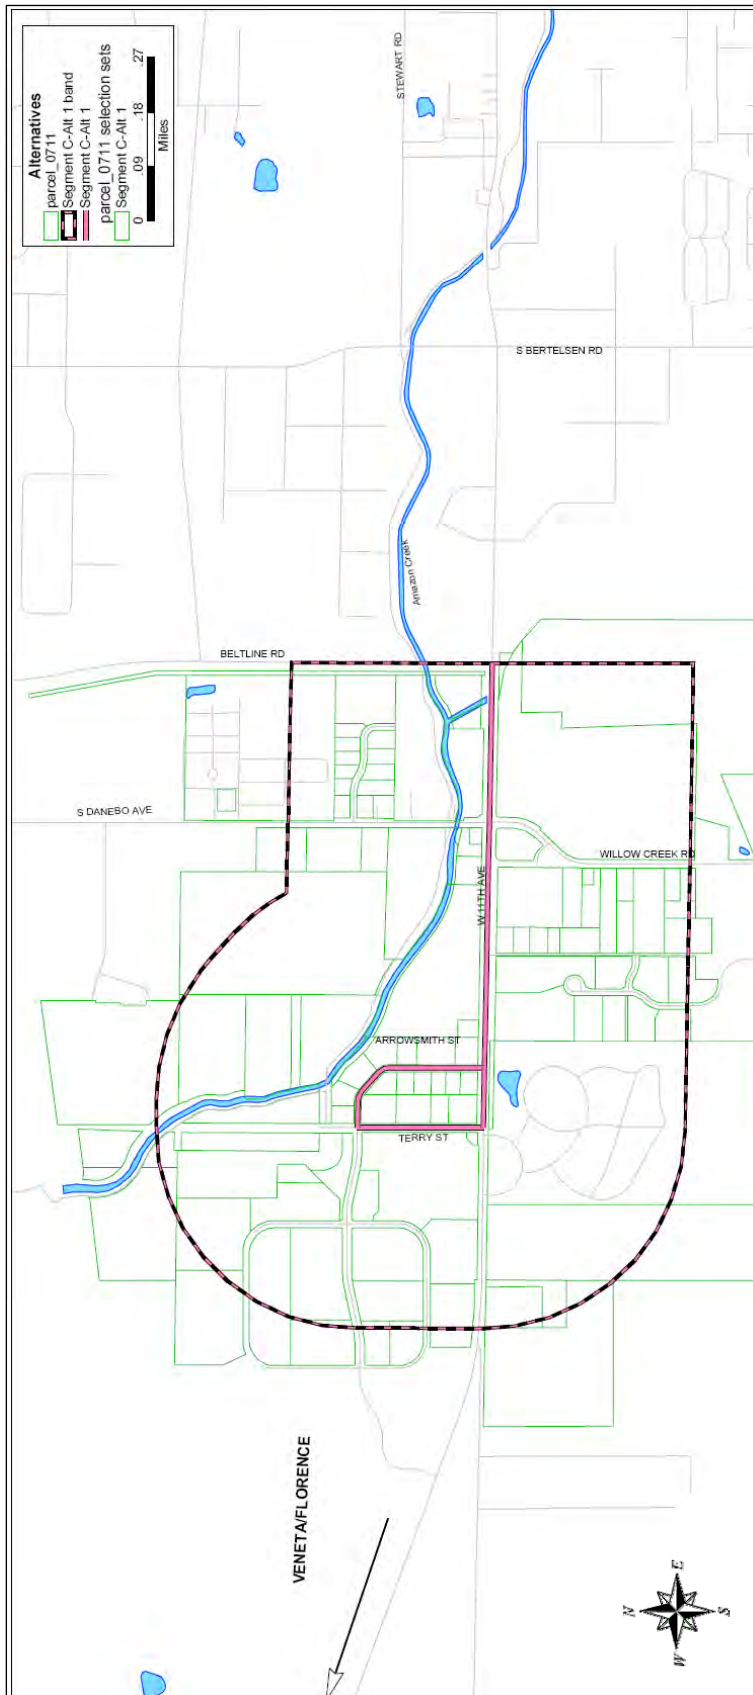 Alternatives
parcel_0711
Segment C-Alt 1 band
Segment C-Alt 1
parcel_0711 selection sets
Segment C-Alt 1
0 .09 .18 .27
Miles
STEWART RD
S BERTELSEN RD
Amazon Creek
BELTLINE RD
S DANEBO AVE
WILLOW CREEK RD
W 11TH AVE
ARROWSMITH ST
TERRY ST
VENETA/FLORENCE
N
E
W
S